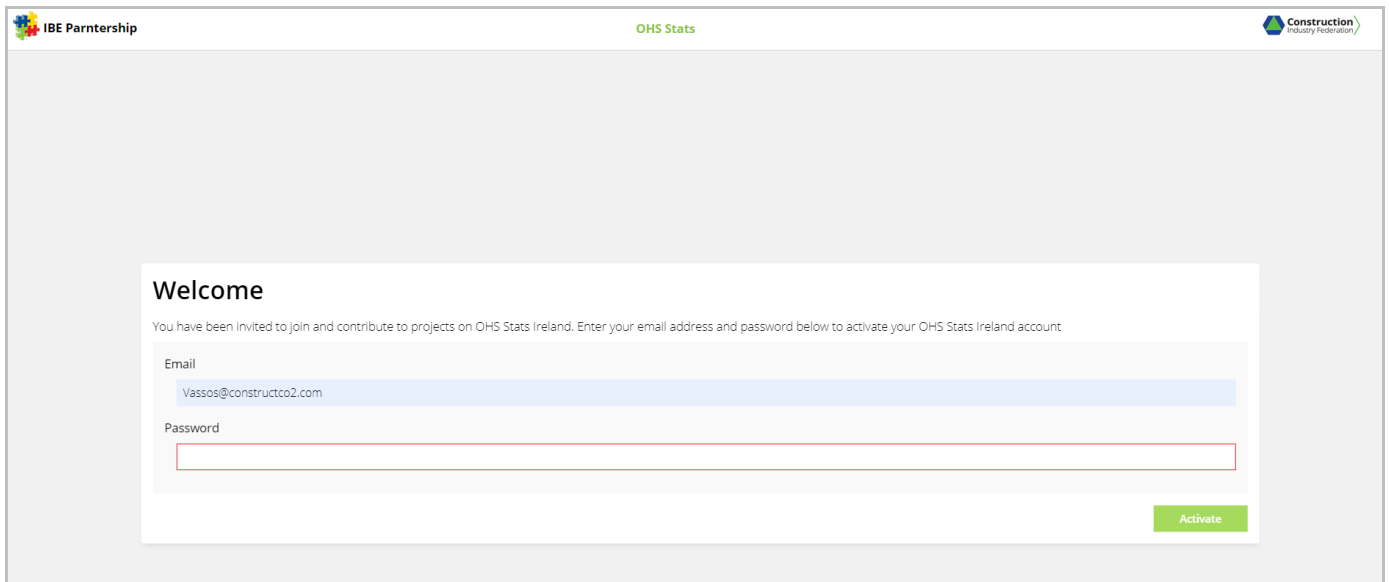 IBE Parntership
OHS Stats
Construction
Industry Federation
Welcome
You have been invited to join and contribute to projects on OHS Stats Ireland. Enter your email address and password below to activate your OHS Stats Ireland account
Email
Vassos@constructco2.com
Password
Activate